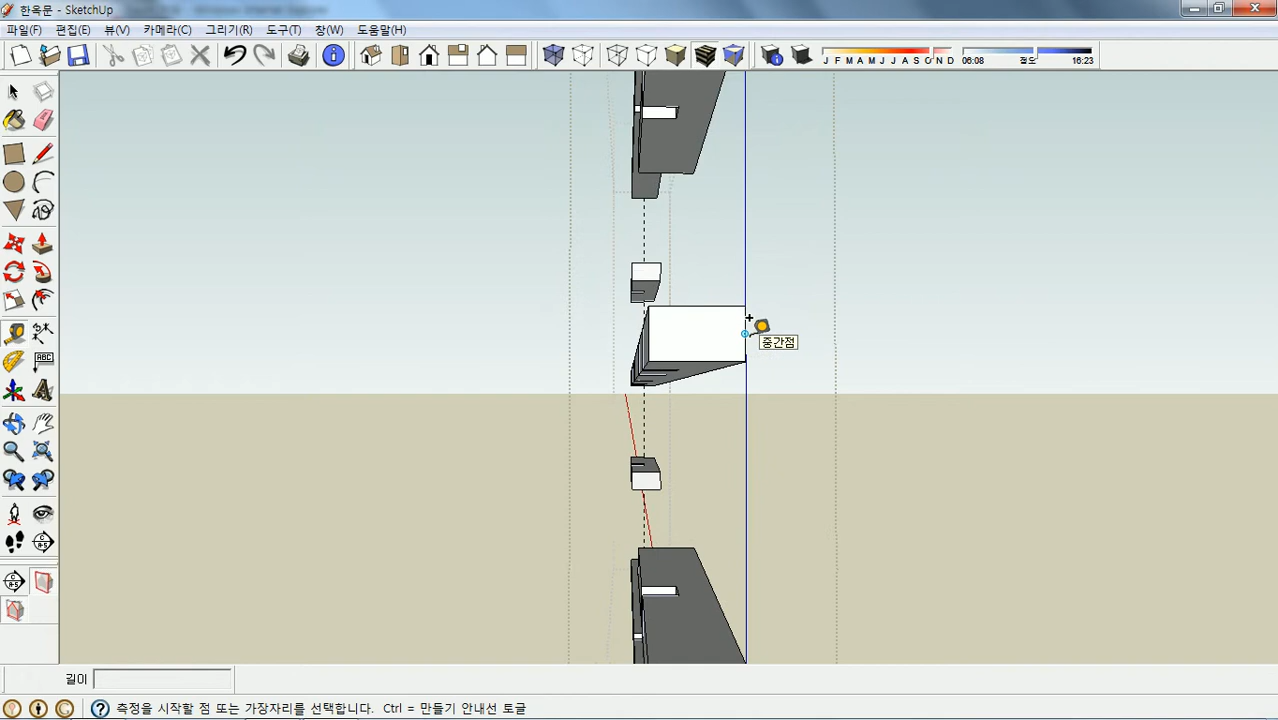 한옥문 - SketchUp
파일(F) 편집(E) 뷰(V) 카메라(C) 그리기(R) 도구(T) 창(W) 도움말(H)
J F M A M J J A S O N D 06:08 정오 16:23
ABC
중간점
길이
측정을 시작할 점 또는 가장자리를 선택합니다. Ctrl = 만들기 안내선 토글